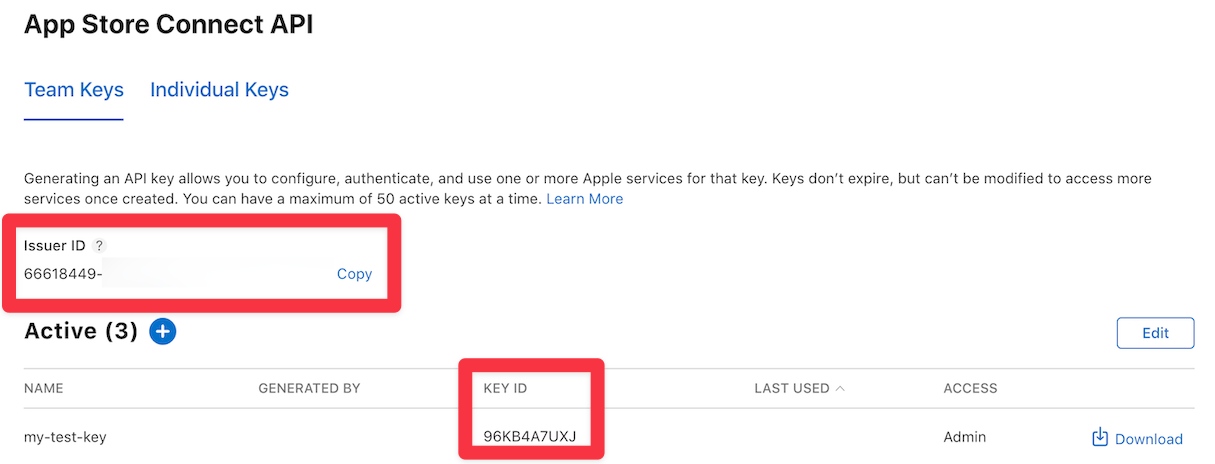 App Store Connect API
Team Keys Individual Keys
Generating an API key allows you to configure, authenticate, and use one or more Apple services for that key. Keys don’t expire, but can’t be modified to access more
services once created. You can have a maximum of 50 active keys at a time. Learn More
Issuer ID ?
66618449- Copy
Active (3) +
Edit
NAME GENERATED BY KEY ID LAST USED ACCESS
my-test-key 96KB4A7UXJ Admin Download